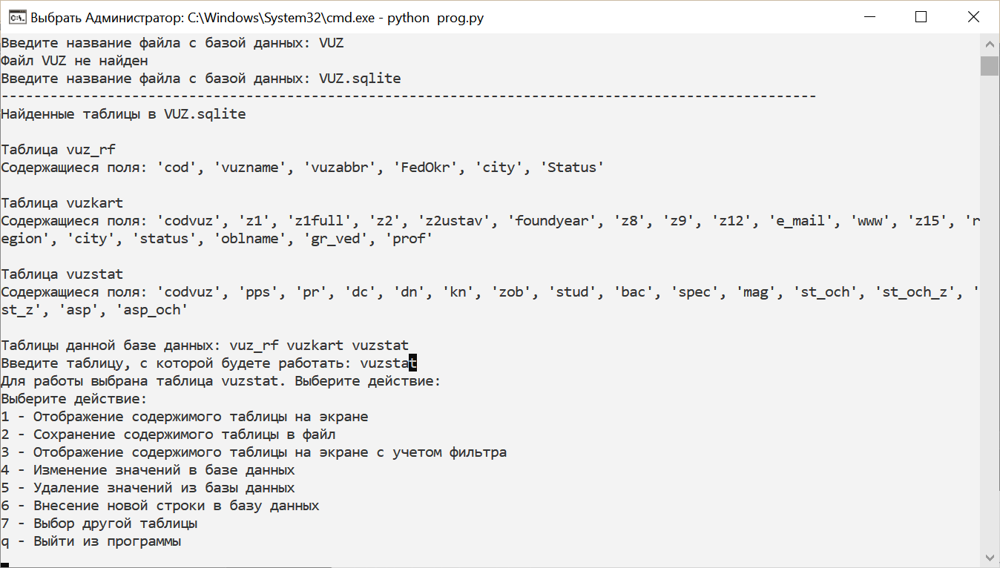 Выбрать Администратор: C:\Windows\System32\cmd.exe - python  prog.py
Введите название файла с базой данных: VUZ
Файл VUZ не найден
Введите название файла с базой данных: VUZ.sqlite
----------------------------------------------------------------------------------------------------
Найденные таблицы в VUZ.sqlite
Таблица vuz_rf
Содержащиеся поля: 'cod', 'vuzname', 'vuzabbr', 'FedOkr', 'city', 'Status'
Таблица vuzkart
Содержащиеся поля: 'codvuz', 'z1', 'z1full', 'z2', 'z2ustav', 'foundyear', 'z8', 'z9', 'z12', 'e_mail', 'www', 'z15', 'r
egion', 'city', 'status', 'oblname', 'gr_ved', 'prof'
Таблица vuzstat
Содержащиеся поля: 'codvuz', 'pps', 'pr', 'dc', 'dn', 'kn', 'zob', 'stud', 'bac', 'spec', 'mag', 'st_och', 'st_och_z', '
st_z', 'asp', 'asp_och'
Таблицы данной базе данных: vuz_rf vuzkart vuzstat
Введите таблицу, с которой будете работать: vuzstat
Для работы выбрана таблица vuzstat. Выберите действие:
Выберите действие:
1 - Отображение содержимого таблицы на экране
2 - Сохранение содержимого таблицы в файл
3 - Отображение содержимого таблицы на экране с учетом фильтра
4 - Изменение значений в базе данных
5 - Удаление значений из базы данных
6 - Внесение новой строки в базу данных
7 - Выбор другой таблицы
q - Выйти из программы